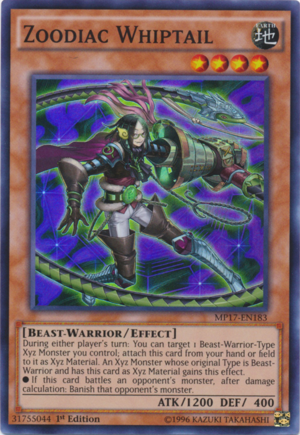 ZOODIAC WHIPTAIL
EARTH
地
MP17-EN183
[BEAST-WARRIOR/EFFECT]
During either player's turn: You can target 1 Beast-Warrior-Type
Xyz Monster you control; attach this card from your hand or field
to it as Xyz Material. An Xyz Monster whose original Type is Beast-
Warrior and has this card as Xyz Material gains this effect.
● If this card battles an opponent's monster, after damage
calculation: Banish that opponent's monster.
ATK/1200 DEF/ 400
31755044 1st Edition ©1996 KAZUKI TAKAHASHI